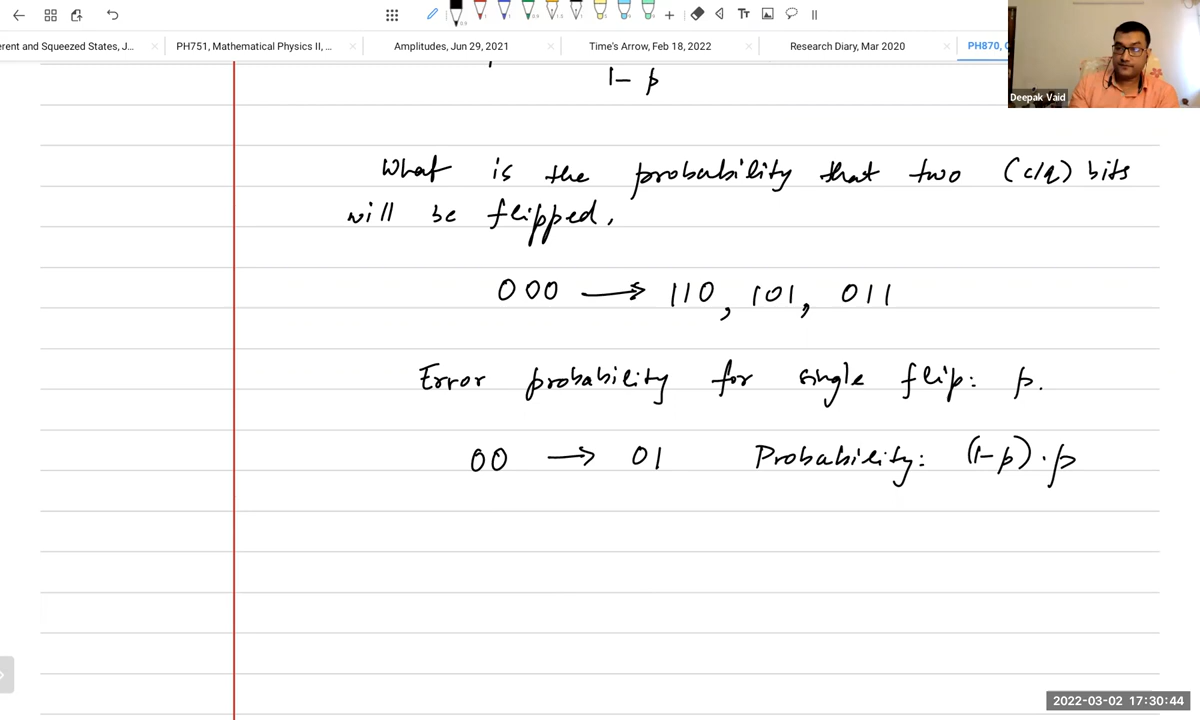 rent and Squeezed States, J... PH751, Mathematical Physics II, ... Amplitudes, Jun 29, 2021 Time's Arrow, Feb 18, 2022 Research Diary, Mar 2020 PH870,
Deepak Vaid
1 - p
What is the probability that two (c/q) bits
will be flipped.
000 → 110, 101, 011
Error probability for single flip: p.
00 → 01 Probability: (1-p).p
2022-03-02 17:30:44